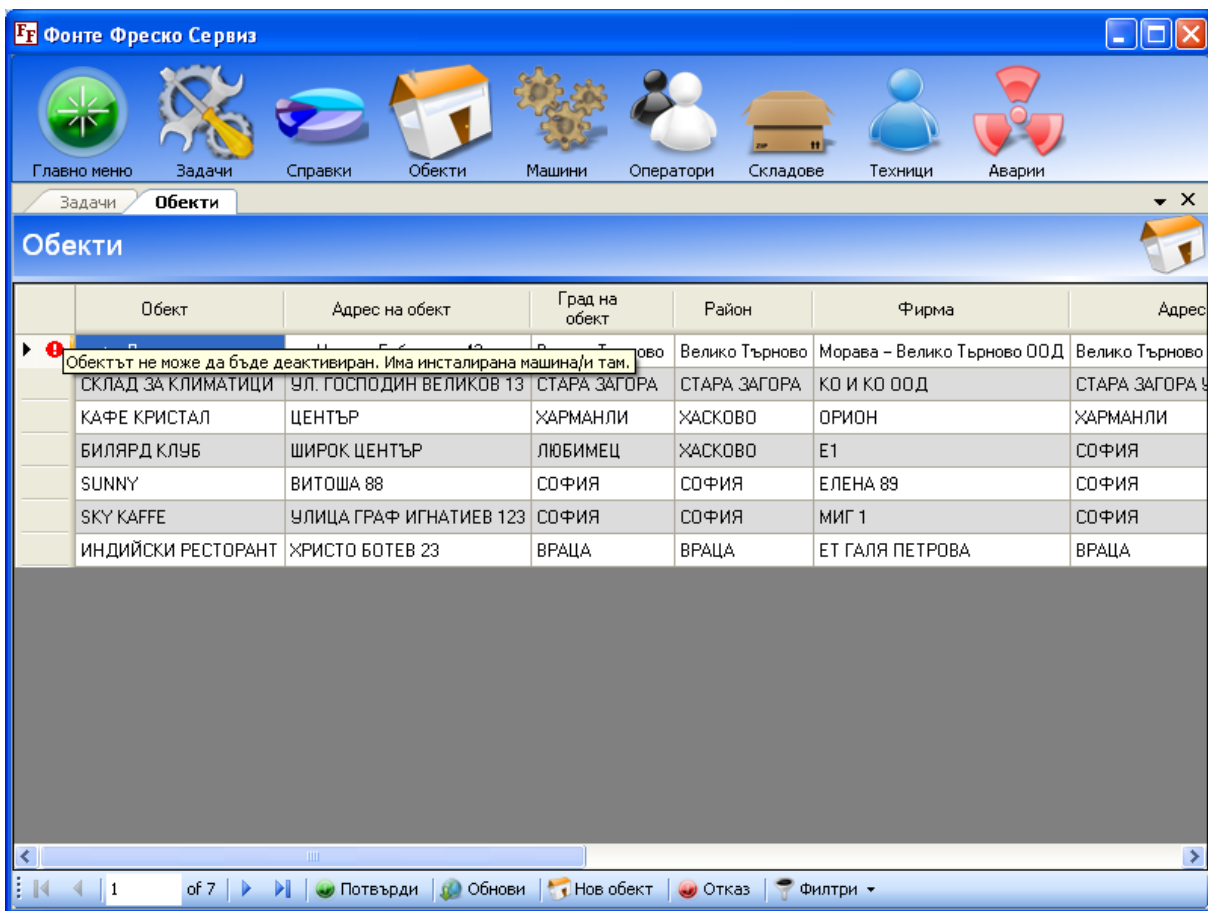 Фонте Фреско Сервиз
Главно меню Задачи Справки Обекти Машини Оператори Складове Техници Аварии
Задачи Обекти
Обекти
Обект Адрес на обект Град на обект Район Фирма Адрес
Велико Търново Морава – Велико Търново ООД Велико Търново
Обектът не може да бъде деактивиран. Има инсталирана машина/и там.
СКЛАД ЗА КЛИМАТИЦИ УЛ. ГОСПОДИН ВЕЛИКОВ 13 СТАРА ЗАГОРА СТАРА ЗАГОРА КО И КО ООД СТАРА ЗАГОРА
КАФЕ КРИСТАЛ ЦЕНТЪР ХАРМАНЛИ ХАСКОВО ОРИОН ХАРМАНЛИ
БИЛЯРД КЛУБ ШИРОК ЦЕНТЪР ЛЮБИМЕЦ ХАСКОВО Е1 СОФИЯ
SUNNY ВИТОША 88 СОФИЯ СОФИЯ ЕЛЕНА 89 СОФИЯ
SKY KAFFE УЛИЦА ГРАФ ИГНАТИЕВ 123 СОФИЯ СОФИЯ МИГ 1 СОФИЯ
ИНДИЙСКИ РЕСТОРАНТ ХРИСТО БОТЕВ 23 ВРАЦА ВРАЦА ЕТ ГАЛЯ ПЕТРОВА ВРАЦА
1 of 7 Потвърди Обнови Нов обект Отказ Филтри